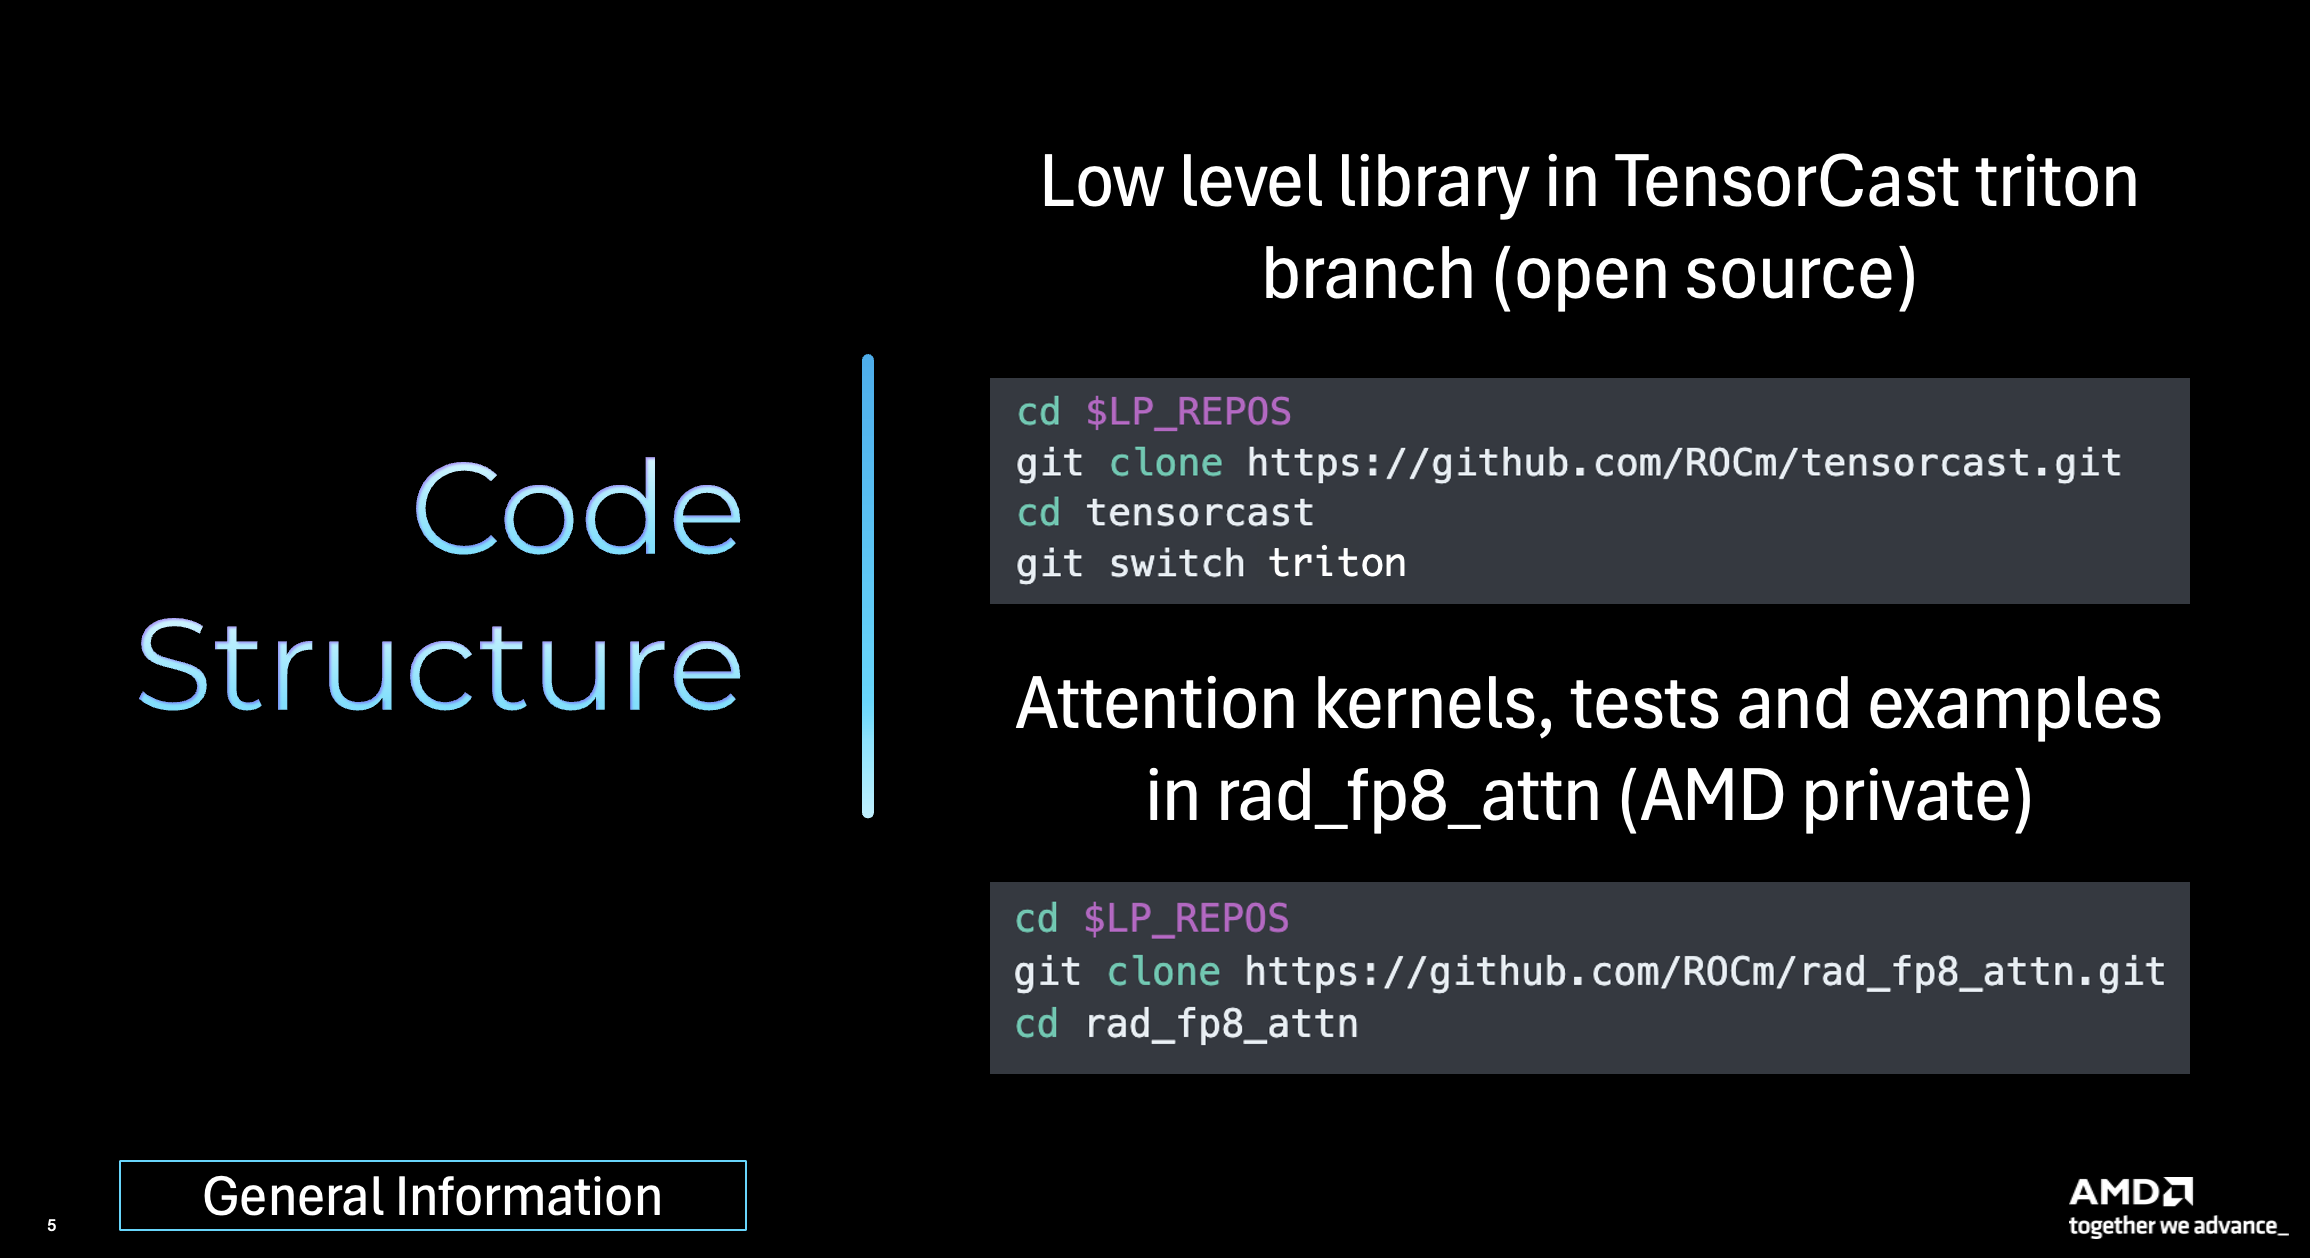 Code
Structure
Low level library in TensorCast triton
branch (open source)
cd $LP_REPOS
git clone https://github.com/ROCm/tensorcast.git
cd tensorcast
git switch triton
Attention kernels, tests and examples
in rad_fp8_attn (AMD private)
cd $LP_REPOS
git clone https://github.com/ROCm/rad_fp8_attn.git
cd rad_fp8_attn
General Information
5
AMD
together we advance_